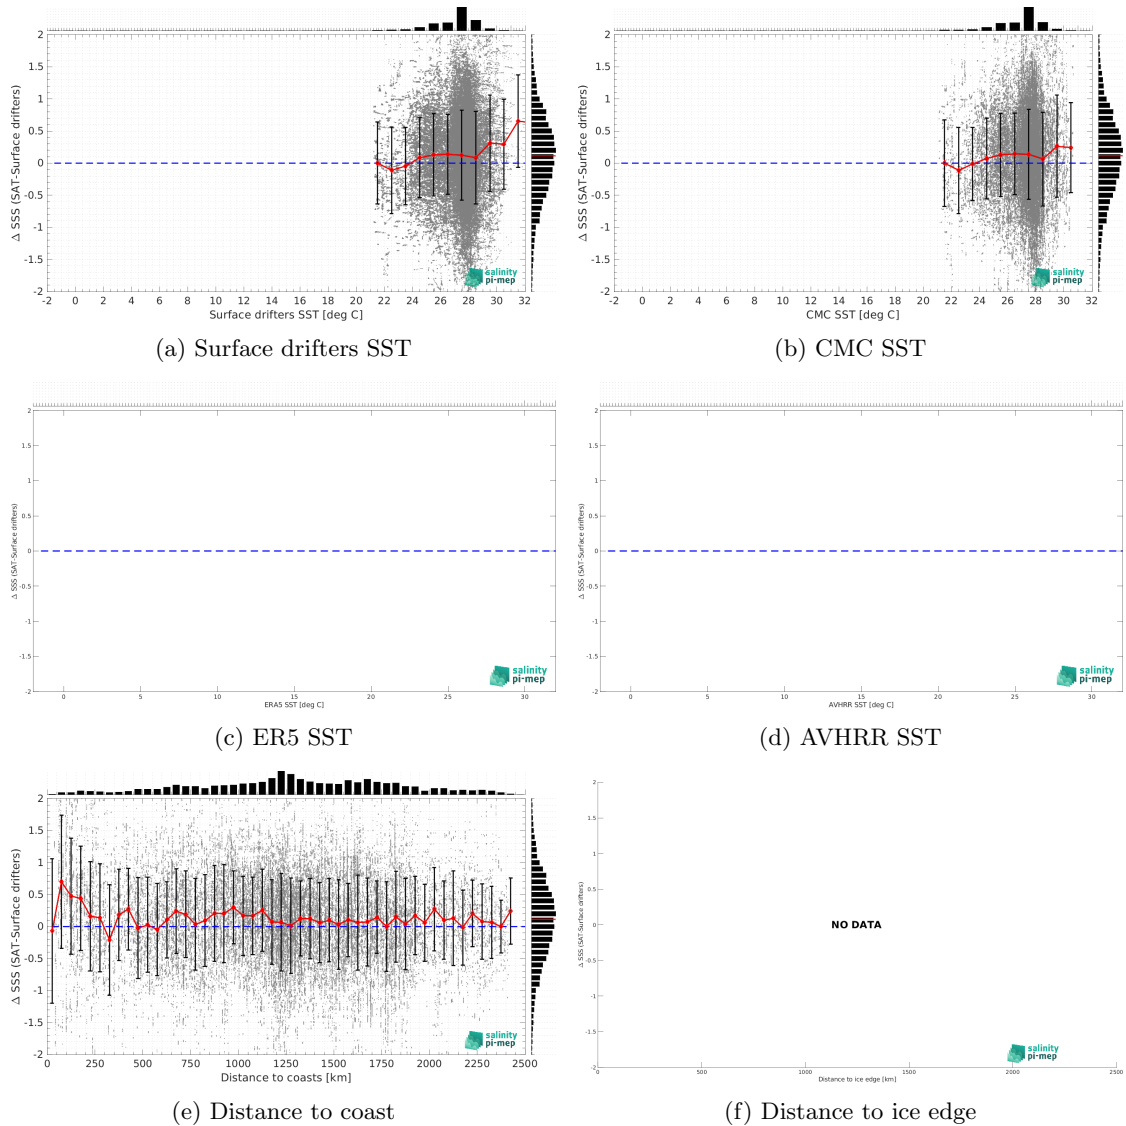 2
1.5
1
0.5
0
-0.5
-1
-1.5
-2
Δ SSS (SAT-Surface drifters)
-2 0 2 4 6 8 10 12 14 16 18 20 22 24 26 28 30 32
Surface drifters SST [deg C]
salinity
pi-mep
(a) Surface drifters SST
2
1.5
1
0.5
0
-0.5
-1
-1.5
-2
Δ SSS (SAT-Surface drifters)
-2 0 2 4 6 8 10 12 14 16 18 20 22 24 26 28 30 32
CMC SST [deg C]
salinity
pi-mep
(b) CMC SST
2
1.5
1
0.5
0
-0.5
-1
-1.5
-2
Δ SSS (SAT-Surface drifters)
0 5 10 15 20 25 30
ERA5 SST [deg C]
salinity
pi-mep
(c) ER5 SST
2
1.5
1
0.5
0
-0.5
-1
-1.5
-2
Δ SSS (SAT-Surface drifters)
0 5 10 15 20 25 30
AVHRR SST [deg C]
salinity
pi-mep
(d) AVHRR SST
2
1.5
1
0.5
0
-0.5
-1
-1.5
-2
Δ SSS (SAT-Surface drifters)
0 250 500 750 1000 1250 1500 1750 2000 2250 2500
Distance to coasts [km]
salinity
pi-mep
(e) Distance to coast
2
1.5
1
0.5
0
-0.5
-1
-1.5
-2
Δ SSS (SAT-Surface drifters)
NO DATA
0 500 1000 1500 2000 2500
Distance to ice edge [km]
salinity
pi-mep
(f) Distance to ice edge